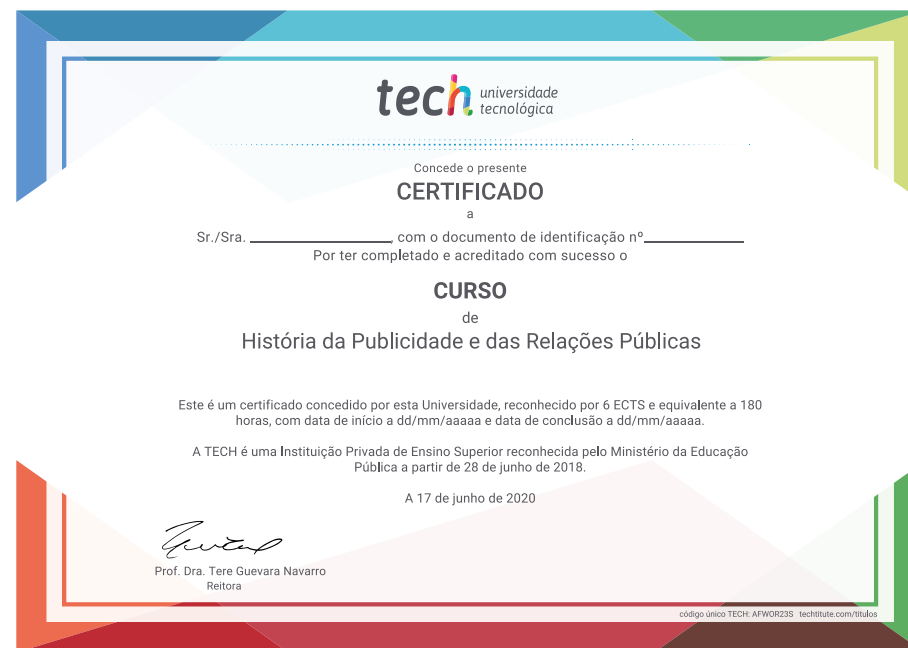 tech universidade
tecnológica
Concede o presente
CERTIFICADO
a
Sr./Sra. , com o documento de identificação nº
Por ter completado e acreditado com sucesso o
CURSO
de
História da Publicidade e das Relações Públicas
Este é um certificado concedido por esta Universidade, reconhecido por 6 ECTS e equivalente a 180
horas, com data de início a dd/mm/aaaaa e data de conclusão a dd/mm/aaaaa.
A TECH é uma Instituição Privada de Ensino Superior reconhecida pelo Ministério da Educação
Pública a partir de 28 de junho de 2018.
A 17 de junho de 2020
Prof. Dra. Tere Guevara Navarro
Reitora
código único TECH: AFWOR23S techtitute.com/titulos